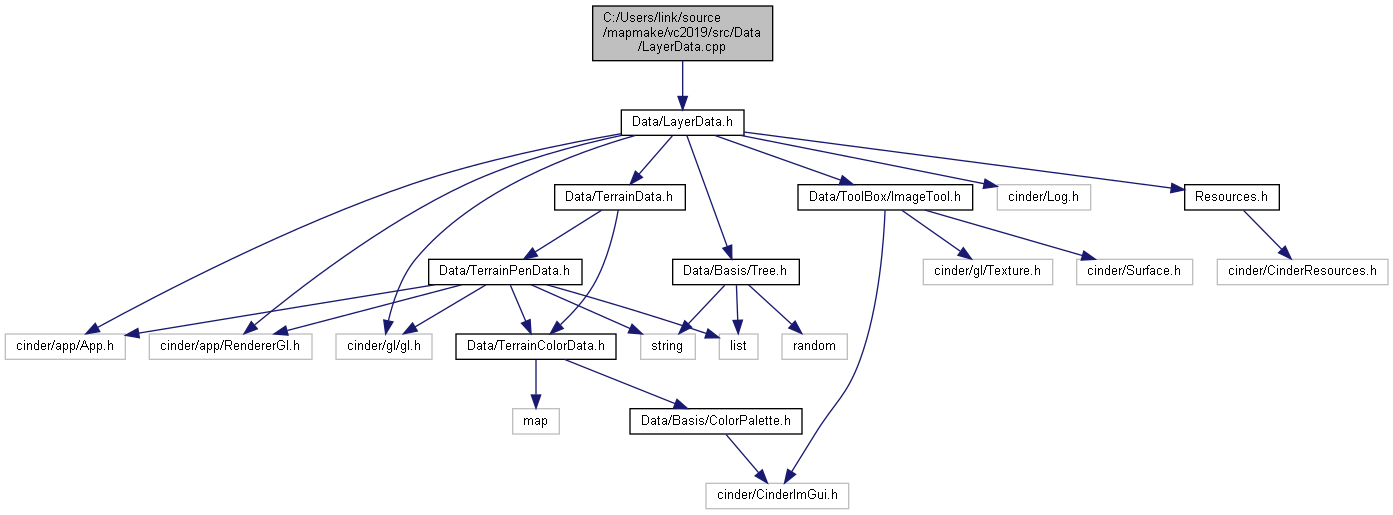 C:/Users/link/source
/mapmake/vc2019/src/Data
/LayerData.cpp
Data/LayerData.h
Data/TerrainData.h
Data/ToolBox/ImageTool.h
cinder/Log.h
Resources.h
Data/TerrainPenData.h
Data/Basis/Tree.h
cinder/gl/Texture.h
cinder/Surface.h
cinder/CinderResources.h
cinder/app/App.h
cinder/app/RendererGl.h
cinder/gl/gl.h
Data/TerrainColorData.h
string
list
random
map
Data/Basis/ColorPalette.h
cinder/CinderImGui.h